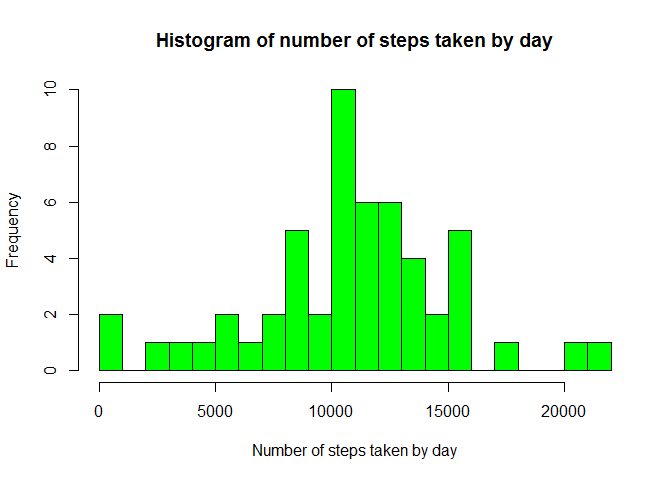 Histogram of number of steps taken by day
Frequency
10
8
6
4
2
0
0 5000 10000 15000 20000
Number of steps taken by day